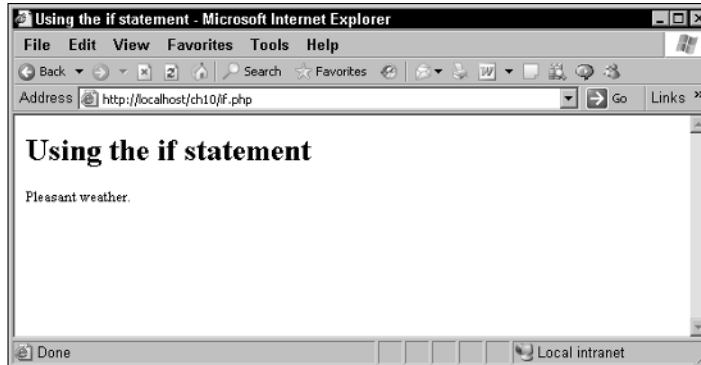 Using the if statement - Microsoft Internet Explorer
File Edit View Favorites Tools Help
Back Search Favorites
Address http://localhost/ch10/if.php Go Links »
Using the if statement
Pleasant weather.
Done Local intranet